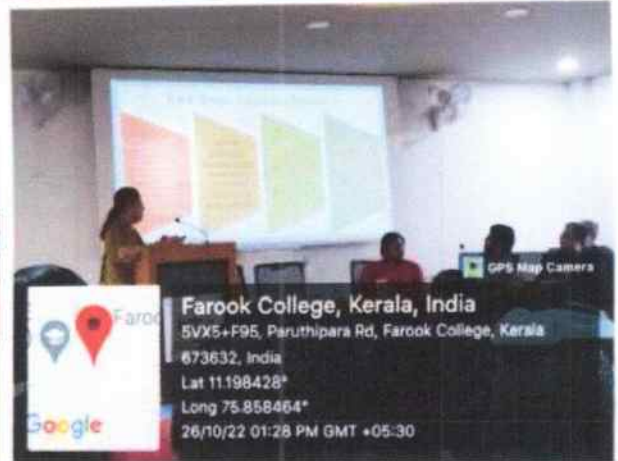 GPS Map Camera
Faroo
Google
Farook College, Kerala, India
5VX5+F95, Paruthipara Rd, Farook College, Kerala
673632, India
Lat 11.198428°
Long 75.858464°
26/10/22 01:28 PM GMT +05:30